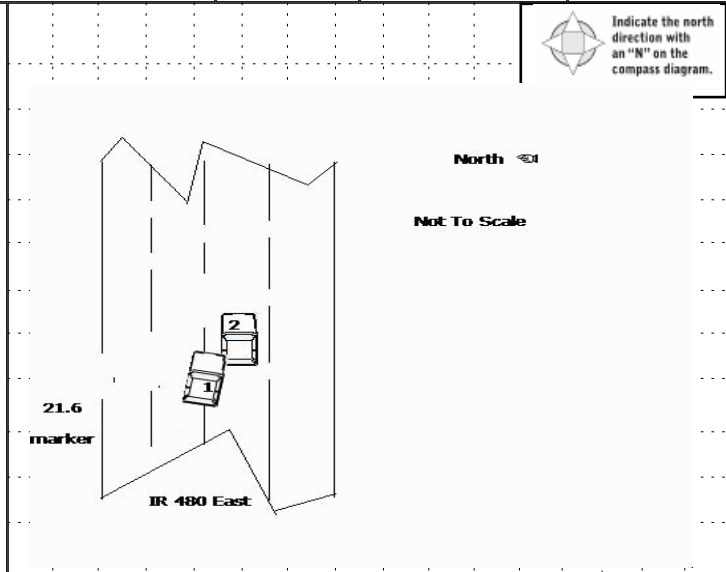 Indicate the north
direction with
an “N” on the
compass diagram.
North
Not To Scale
2
1
21.6
marker
IR 480 East